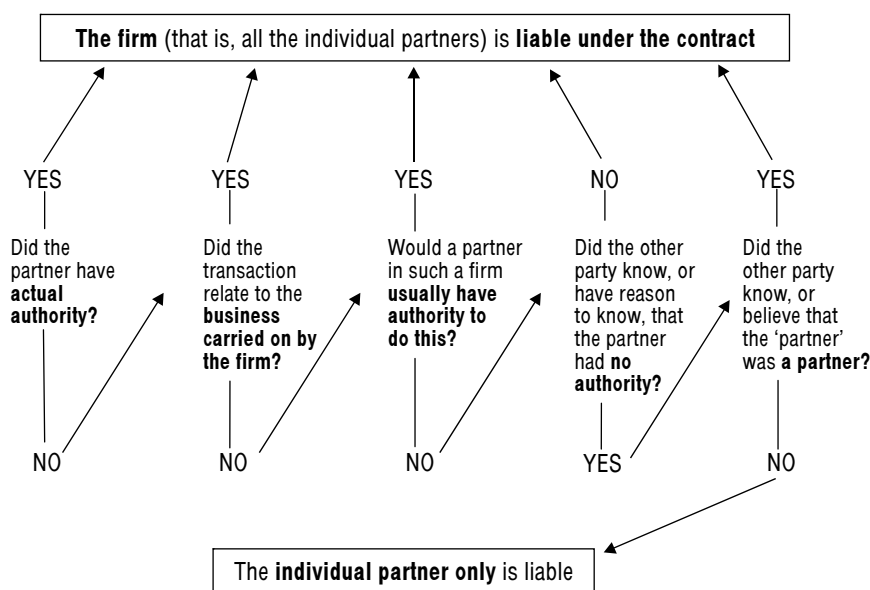 The firm (that is, all the individual partners) is liable under the contract
YES
YES
YES
NO
YES
Did the
partner have
actual
authority?
Did the
transaction
relate to the
business
carried on by
the firm?
Would a partner
in such a firm
usually have
authority to
do this?
Did the other
party know, or
have reason
to know, that
the partner
had no
authority?
Did the
other party
know, or
believe that
the ‘partner’
was a partner?
NO
NO
NO
YES
NO
The individual partner only is liable